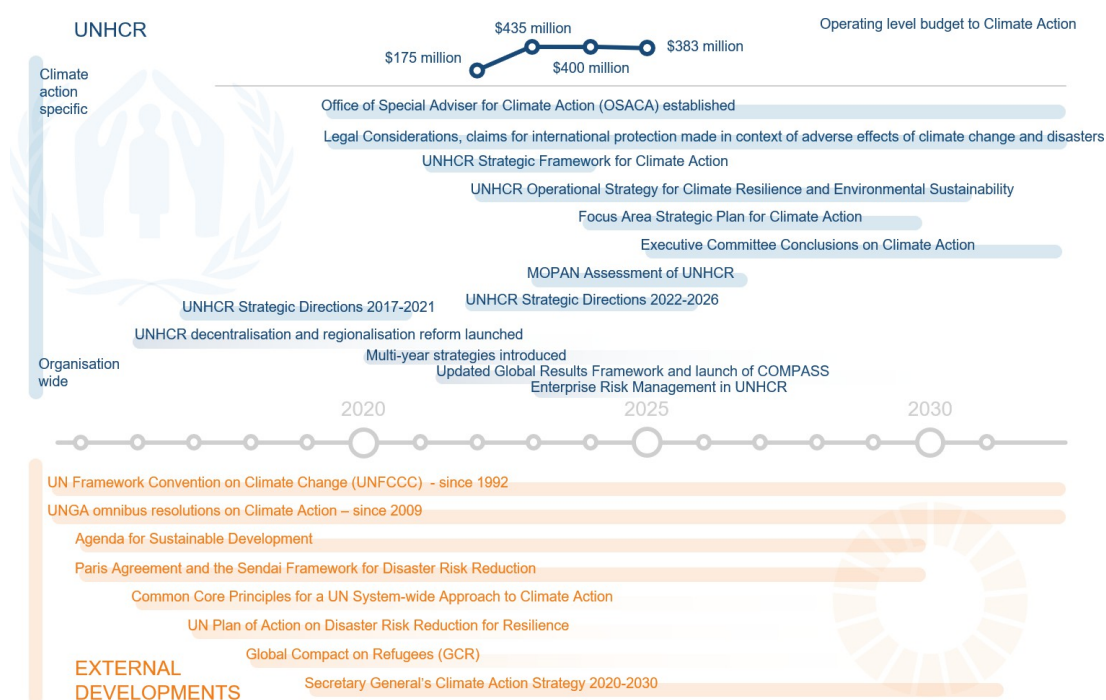 UNHCR
$435 million
Operating level budget to Climate Action
$175 million
$383 million
$400 million
Climate
action
specific
Office of Special Adviser for Climate Action (OSACA) established
Legal Considerations, claims for international protection made in context of adverse effects of climate change and disasters
UNHCR Strategic Framework for Climate Action
UNHCR Operational Strategy for Climate Resilience and Environmental Sustainability
Focus Area Strategic Plan for Climate Action
Executive Committee Conclusions on Climate Action
MOPAN Assessment of UNHCR
UNHCR Strategic Directions 2022-2026
UNHCR Strategic Directions 2017-2021
UNHCR decentralisation and regionalisation reform launched
Organisation
wide
Multi-year strategies introduced
Updated Global Results Framework and launch of COMPASS
Enterprise Risk Management in UNHCR
2020
2025
2030
UN Framework Convention on Climate Change (UNFCCC) - since 1992
UNGA omnibus resolutions on Climate Action – since 2009
Agenda for Sustainable Development
Paris Agreement and the Sendai Framework for Disaster Risk Reduction
Common Core Principles for a UN System-wide Approach to Climate Action
UN Plan of Action on Disaster Risk Reduction for Resilience
Global Compact on Refugees (GCR)
EXTERNAL
DEVELOPMENTS
Secretary General's Climate Action Strategy 2020-2030